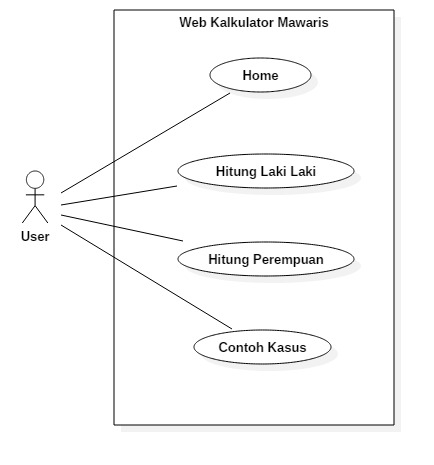 Web Kalkulator Mawaris
Home
Hitung Laki Laki
User
Hitung Perempuan
Contoh Kasus